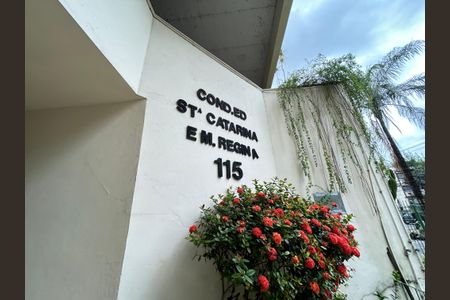 COND.ED
STª CATARINA
E M. REGINA
115